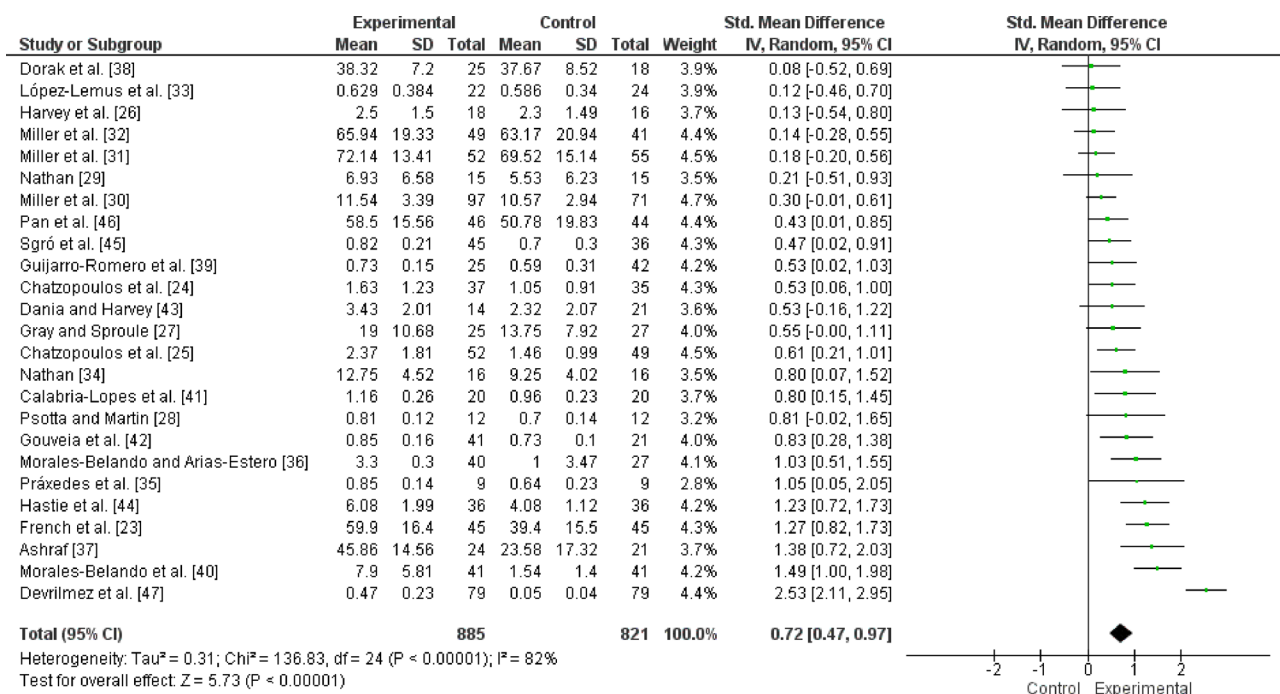 Experimental Control Std. Mean Difference Std. Mean Difference
Study or Subgroup Mean SD Total Mean SD Total Weight IV, Random, 95% CI IV, Random, 95% CI
Dorak et al. [38] 38.32 7.2 25 37.67 8.52 18 3.9% 0.08 [-0.52, 0.69]
López-Lemus et al. [33] 0.629 0.384 22 0.586 0.34 24 3.9% 0.12 [-0.46, 0.70]
Harvey et al. [26] 2.5 1.5 18 2.3 1.49 16 3.7% 0.13 [-0.54, 0.80]
Miller et al. [32] 65.94 19.33 49 63.17 20.94 41 4.4% 0.14 [-0.28, 0.55]
Miller et al. [31] 72.14 13.41 52 69.52 15.14 55 4.5% 0.18 [-0.20, 0.56]
Nathan [29] 6.93 6.58 15 5.53 6.23 15 3.5% 0.21 [-0.51, 0.93]
Miller et al. [30] 11.54 3.39 97 10.57 2.94 71 4.6% 0.30 [-0.01, 0.61]
Pan et al. [46] 58.5 15.56 46 50.78 19.83 44 4.4% 0.43 [0.01, 0.85]
Sgró et al. [45] 0.82 0.21 45 0.7 0.3 36 4.3% 0.47 [0.02, 0.91]
Guijarro-Romero et al. [39] 0.73 0.15 25 0.59 0.31 42 4.2% 0.53 [0.02, 1.03]
Chatzopoulos et al. [24] 1.63 1.23 37 1.05 0.91 35 4.2% 0.53 [0.06, 1.00]
Dania and Harvey [43] 3.43 2.01 14 2.32 2.07 21 3.6% 0.53 [-0.16, 1.22]
Gray and Sproule [27] 19 10.68 25 13.75 7.92 27 4.0% 0.55 [-0.00, 1.11]
Chatzopoulos et al. [25] 2.37 1.81 52 1.46 0.99 49 4.5% 0.61 [0.21, 1.01]
Nathan [34] 12.75 4.52 16 9.25 4.02 16 3.5% 0.80 [0.07, 1.52]
Calabria-Lopes et al. [41] 1.16 0.26 20 0.96 0.23 20 3.7% 0.80 [0.15, 1.45]
Psotta and Martin [28] 0.81 0.12 12 0.7 0.14 12 3.2% 0.81 [-0.02, 1.65]
Gouveia et al. [42] 0.85 0.16 41 0.73 0.1 21 4.0% 0.83 [0.28, 1.38]
Morales-Belando and Arias-Estero [36] 3.3 0.3 40 1 3.47 27 4.1% 1.03 [0.51, 1.55]
Práxedes et al. [35] 0.85 0.14 9 0.64 0.23 9 2.8% 1.05 [0.05, 2.05]
Hastie et al. [44] 6.08 1.99 36 4.08 1.12 36 4.2% 1.23 [0.72, 1.73]
French et al. [23] 59.9 16.4 45 39.4 15.5 45 4.3% 1.27 [0.82, 1.73]
Ashraf [37] 45.86 14.56 24 23.58 17.32 21 3.7% 1.38 [0.72, 2.03]
Morales-Belando et al. [40] 7.9 5.81 41 1.54 1.4 41 4.2% 1.49 [1.00, 1.98]
Devrilmez et al. [47] 0.47 0.23 79 0.05 0.04 79 4.4% 2.53 [2.11, 2.95]
Total (95% CI) 885 821 100.0% 0.72 [0.47, 0.97]
Heterogeneity: Tau² = 0.31; Chi² = 136.83, df = 24 (P < 0.00001); I² = 82%
Test for overall effect: Z = 5.73 (P < 0.00001)
-2 -1 0 1 2
Control Experimental